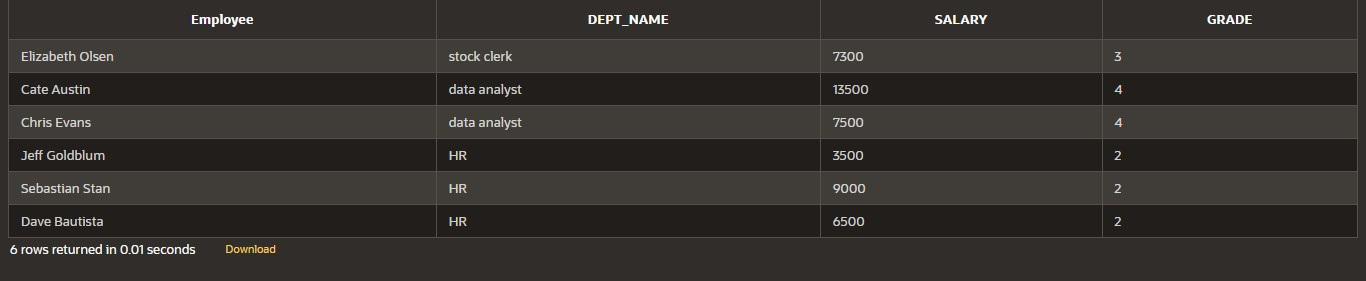 Employee DEPT_NAME SALARY GRADE
Elizabeth Olsen stock clerk 7300 3
Cate Austin data analyst 13500 4
Chris Evans data analyst 7500 4
Jeff Goldblum HR 3500 2
Sebastian Stan HR 9000 2
Dave Bautista HR 6500 2
6 rows returned in 0.01 seconds Download